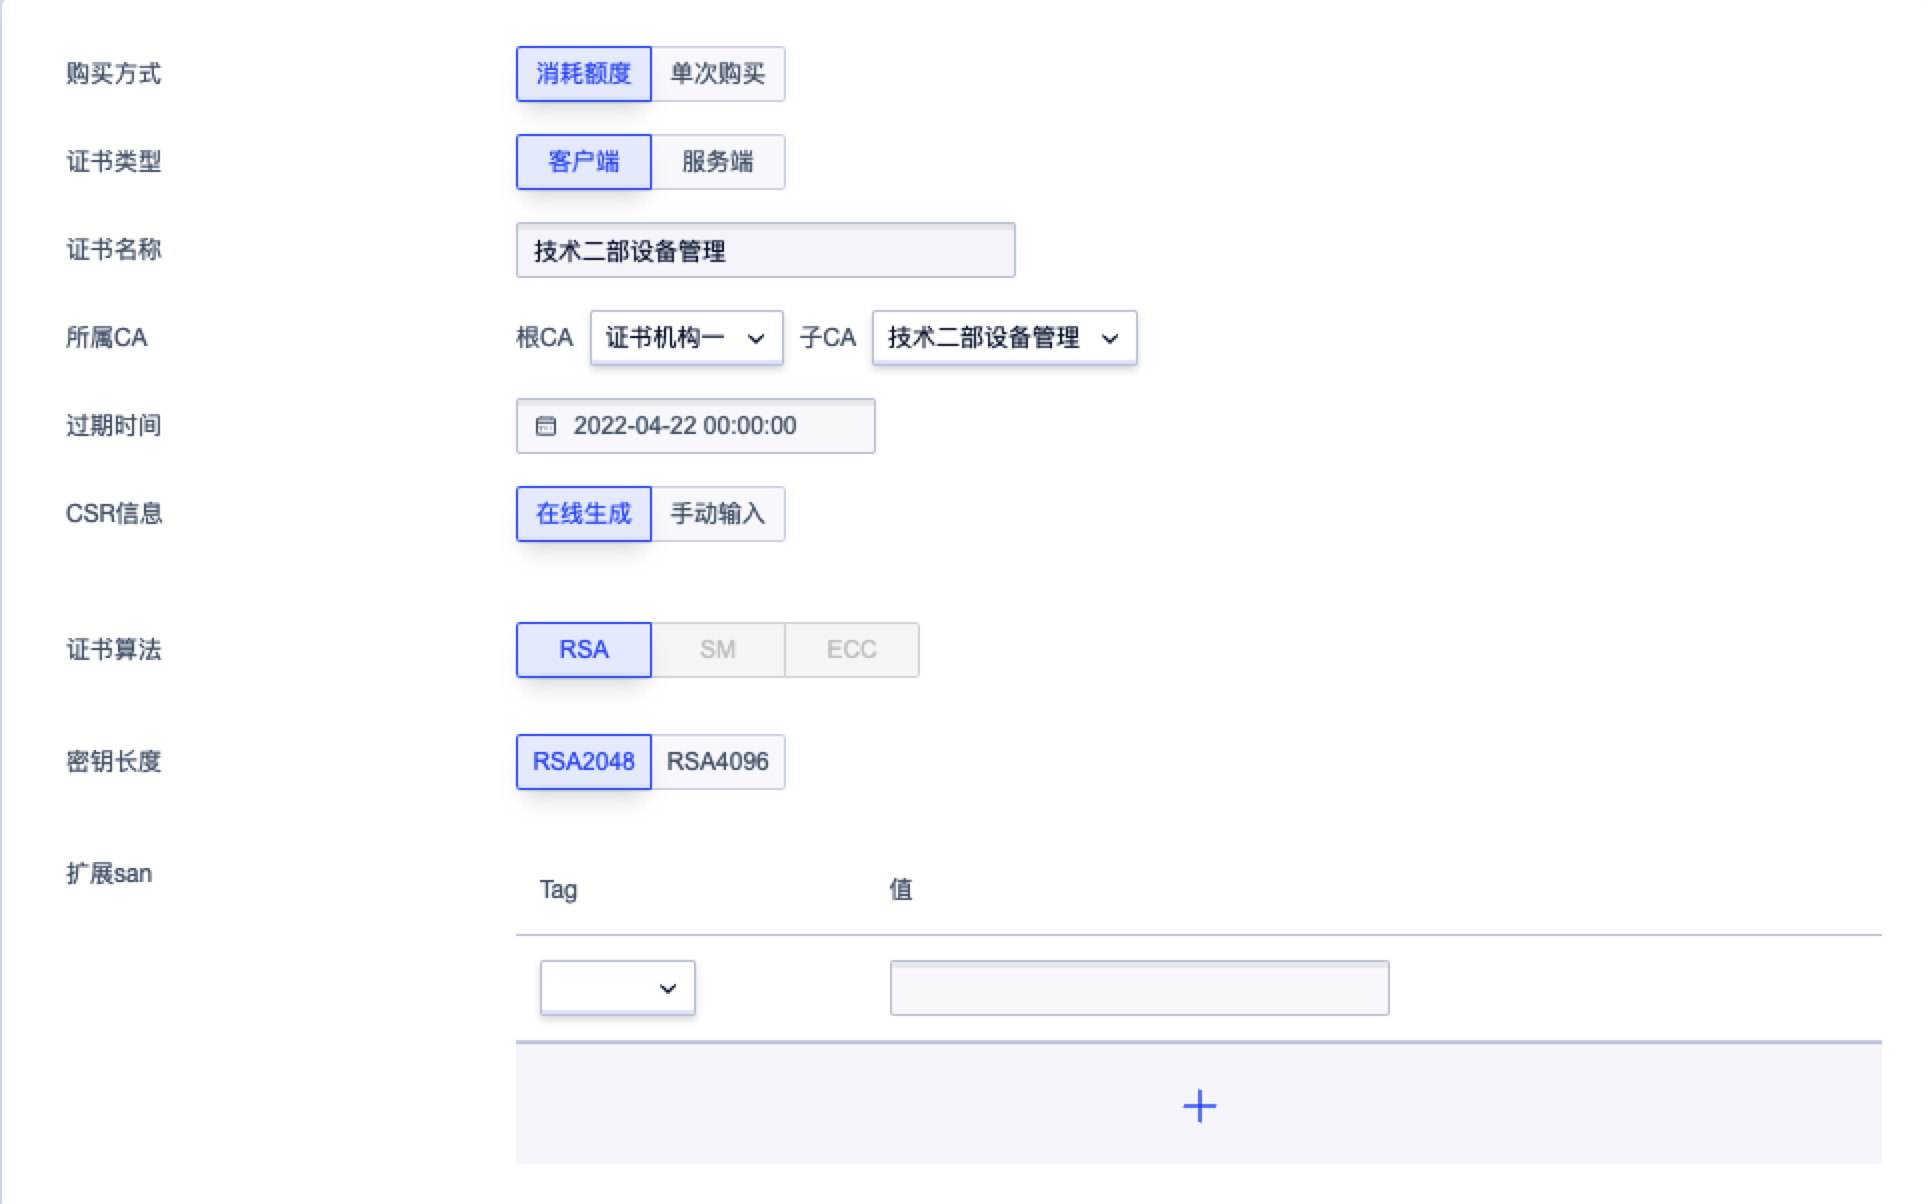 购买方式 消耗额度 单次购买
证书类型 客户端 服务端
证书名称 技术二部设备管理
所属CA 根CA 证书机构一 子CA 技术二部设备管理
过期时间 2022-04-22 00:00:00
CSR信息 在线生成 手动输入
证书算法 RSA SM ECC
密钥长度 RSA2048 RSA4096
扩展san
Tag 值